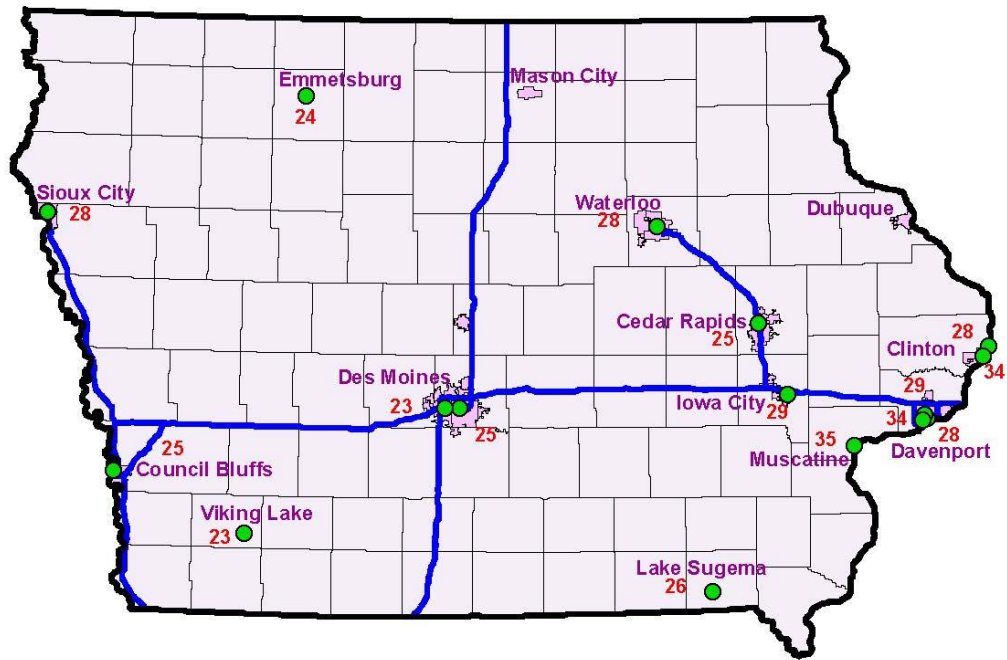 Mason City
Emmetsburg
24
Sioux City
28
Waterloo
28
Dubuque
Cedar Rapids
25
28
Clinton
34
Des Moines
23
25
Iowa City
29
29
34
28
Davenport
35
Muscatine
25
Council Bluffs
Viking Lake
23
Lake Sugema
26